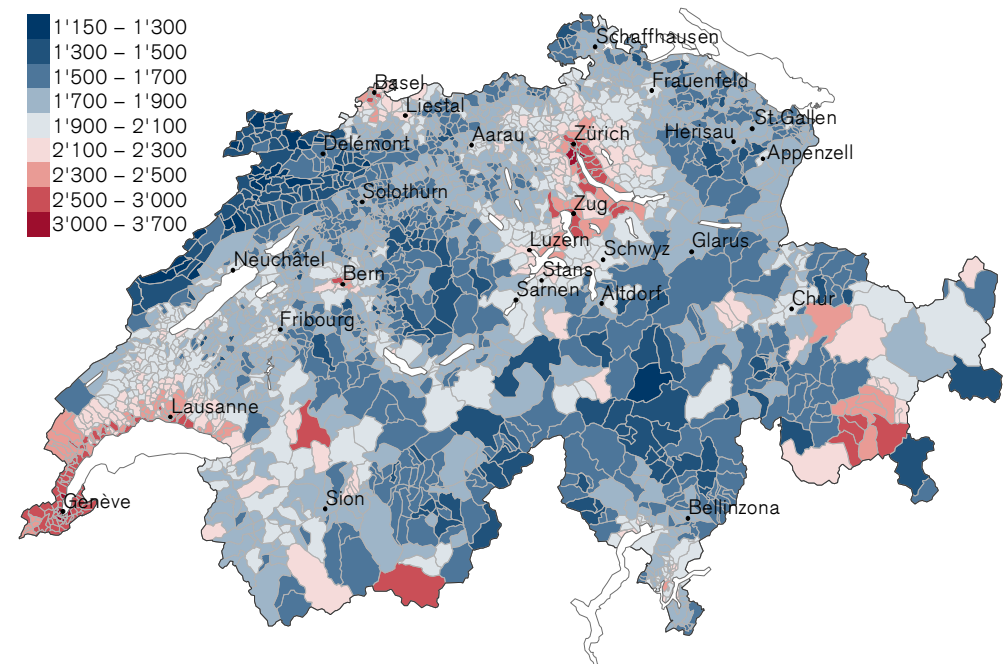 1'150 – 1'300
1'300 – 1'500
1'500 – 1'700
1'700 – 1'900
1'900 – 2'100
2'100 – 2'300
2'300 – 2'500
2'500 – 3'000
3'000 – 3'700
Schaffhausen
Basel
Frauenfeld
Liestal
St.Gallen
Zürich
Herisau
Aarau
Delémont
Appenzell
Solothurn
Zug
Luzern
Schwyz
Glarus
Neuchâtel
Bern
Stans
Sarnen
Altdorf
Chur
Fribourg
Lausanne
Sion
Genève
Bellinzona